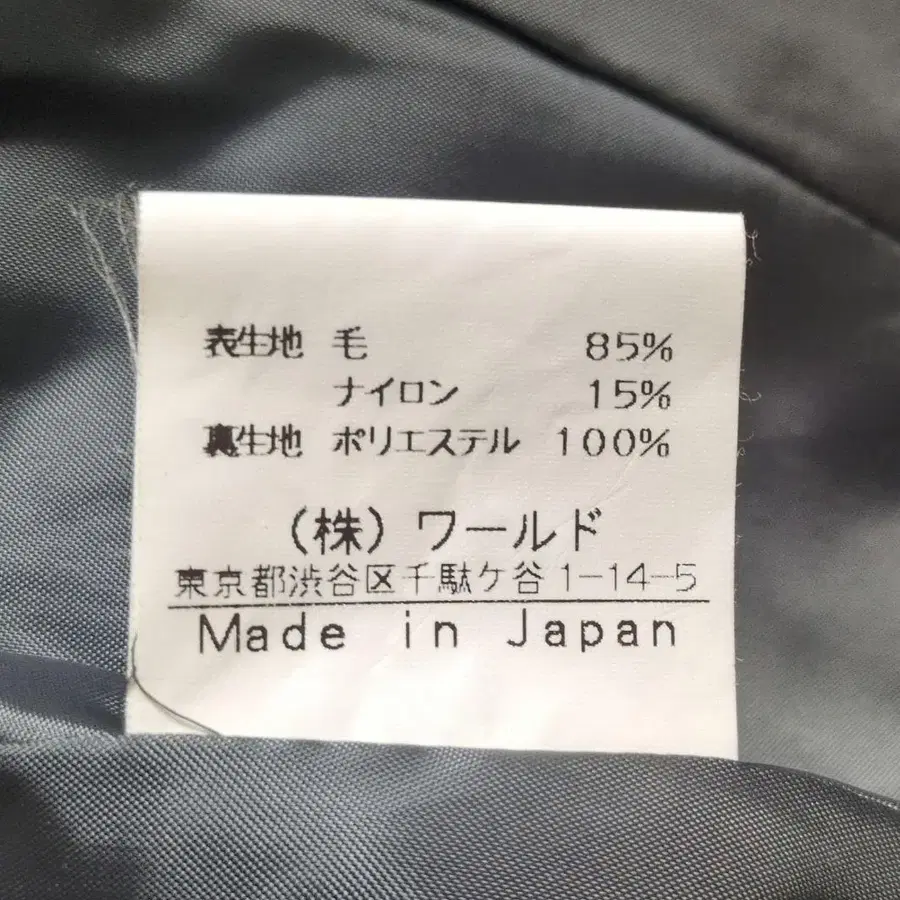 表生地 毛 85%
ナイロン 15%
裏生地 ポリエステル 100%
(株) ワールド
東京都渋谷区千駄ケ谷1-14-5
Made in Japan